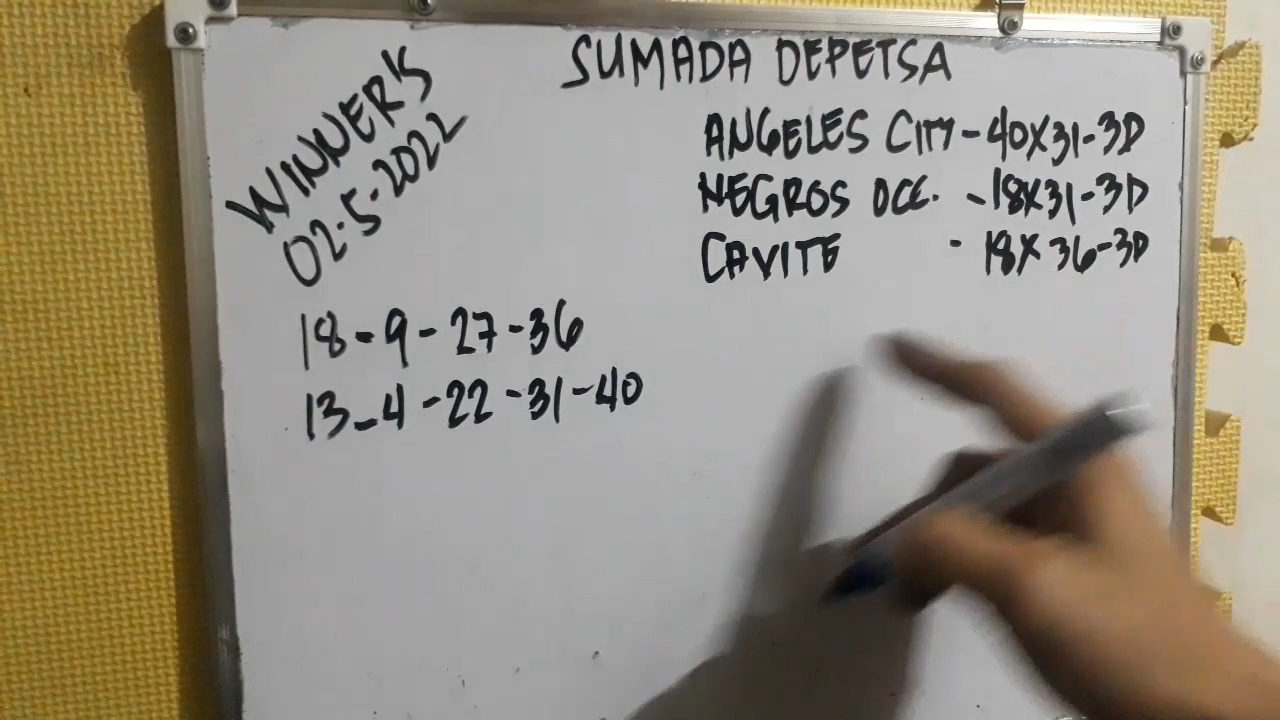 SUMADA DEPETSA
WINNER'S
02-5-2022
ANGELES CITY - 40X31-3D
NEGROS OCC. - 18X31-3D
CAVITE - 18X36-3D
18-9-27-36
13-4-22-31-40